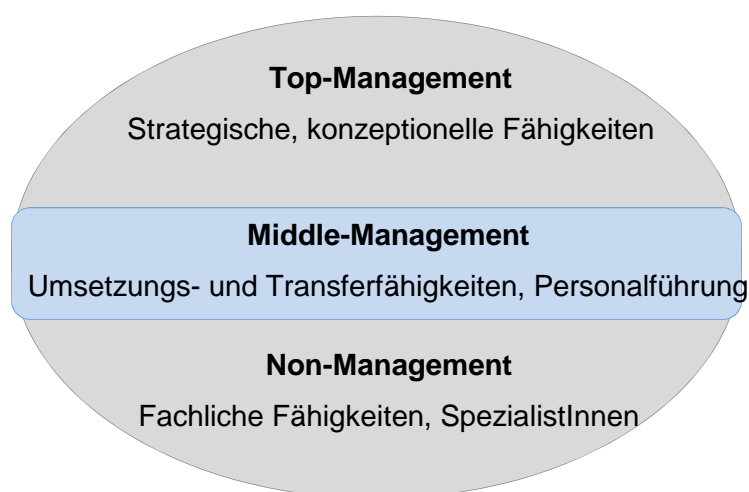 Top-Management
Strategische, konzeptionelle Fähigkeiten
Middle-Management
Umsetzungs- und Transferfähigkeiten, Personalführung
Non-Management
Fachliche Fähigkeiten, SpezialistInnen